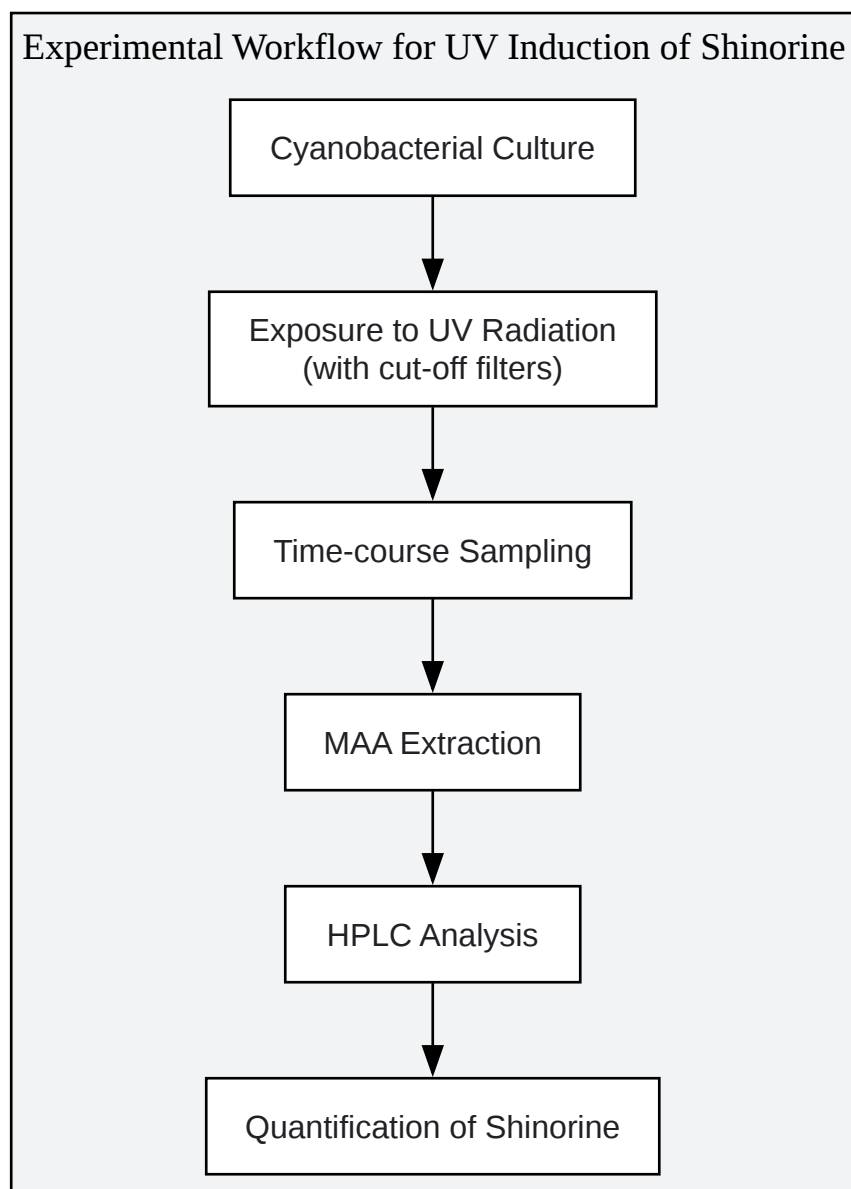 Experimental Workflow for UV Induction of Shinorine
Cyanobacterial Culture
Exposure to UV Radiation
(with cut-off filters)
Time-course Sampling
MAA Extraction
HPLC Analysis
Quantification of Shinorine